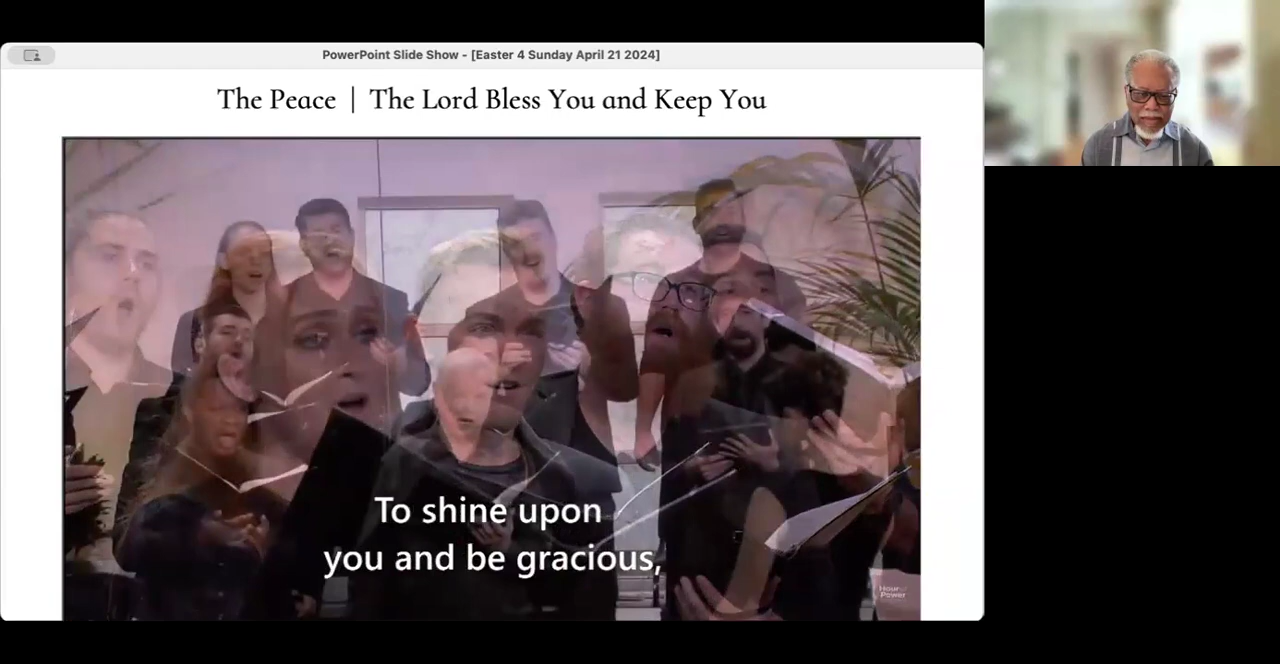 PowerPoint Slide Show - [Easter 4 Sunday April 21 2024]
The Peace | The Lord Bless You and Keep You
To shine upon
you and be gracious,
Hour of
Power